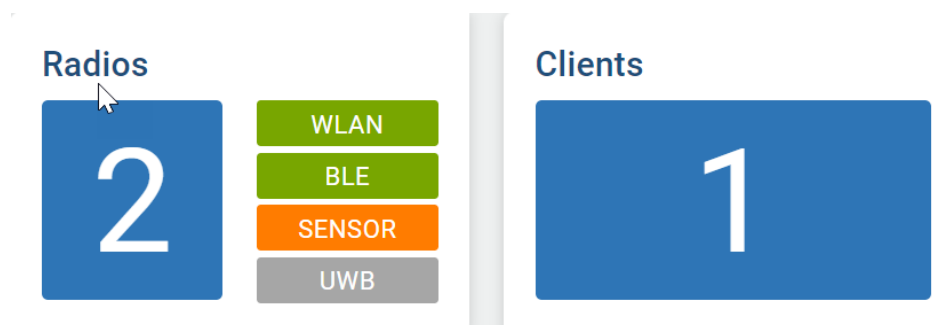 Radios
2
WLAN
BLE
SENSOR
UWB
Clients
1